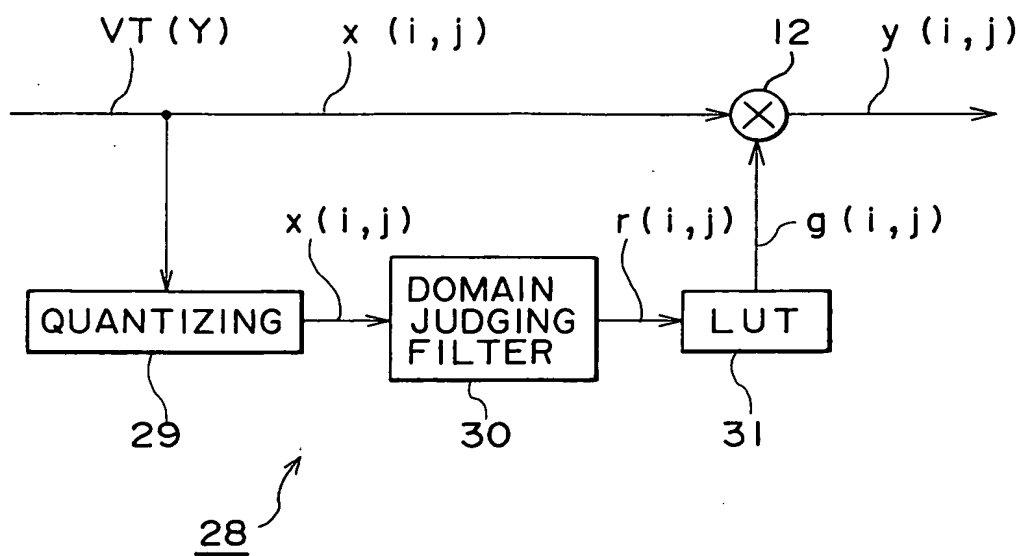 VT (Y) x (i, j) 12 y (i, j)
x (i, j) r (i, j) g (i, j)
QUANTIZING
DOMAIN
JUDGING
FILTER
LUT
29 30 31
28